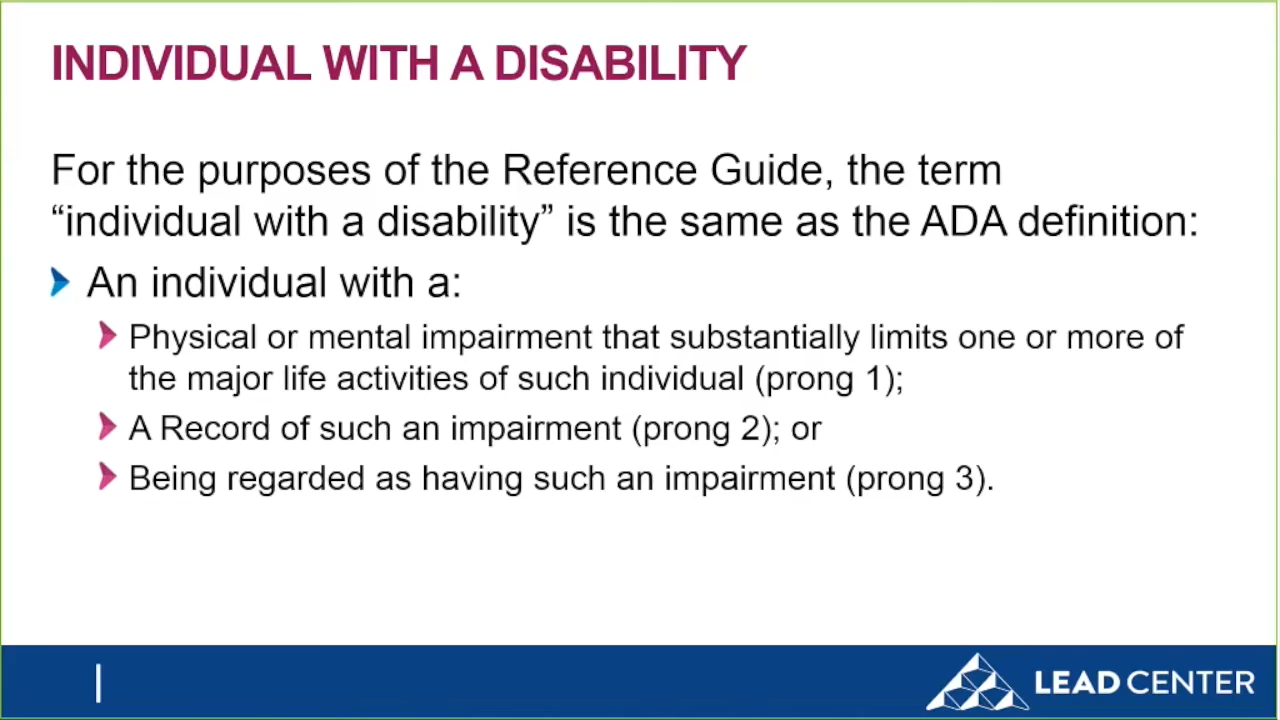 INDIVIDUAL WITH A DISABILITY
For the purposes of the Reference Guide, the term
“individual with a disability” is the same as the ADA definition:
An individual with a:
Physical or mental impairment that substantially limits one or more of
the major life activities of such individual (prong 1);
A Record of such an impairment (prong 2); or
Being regarded as having such an impairment (prong 3).
LEAD CENTER